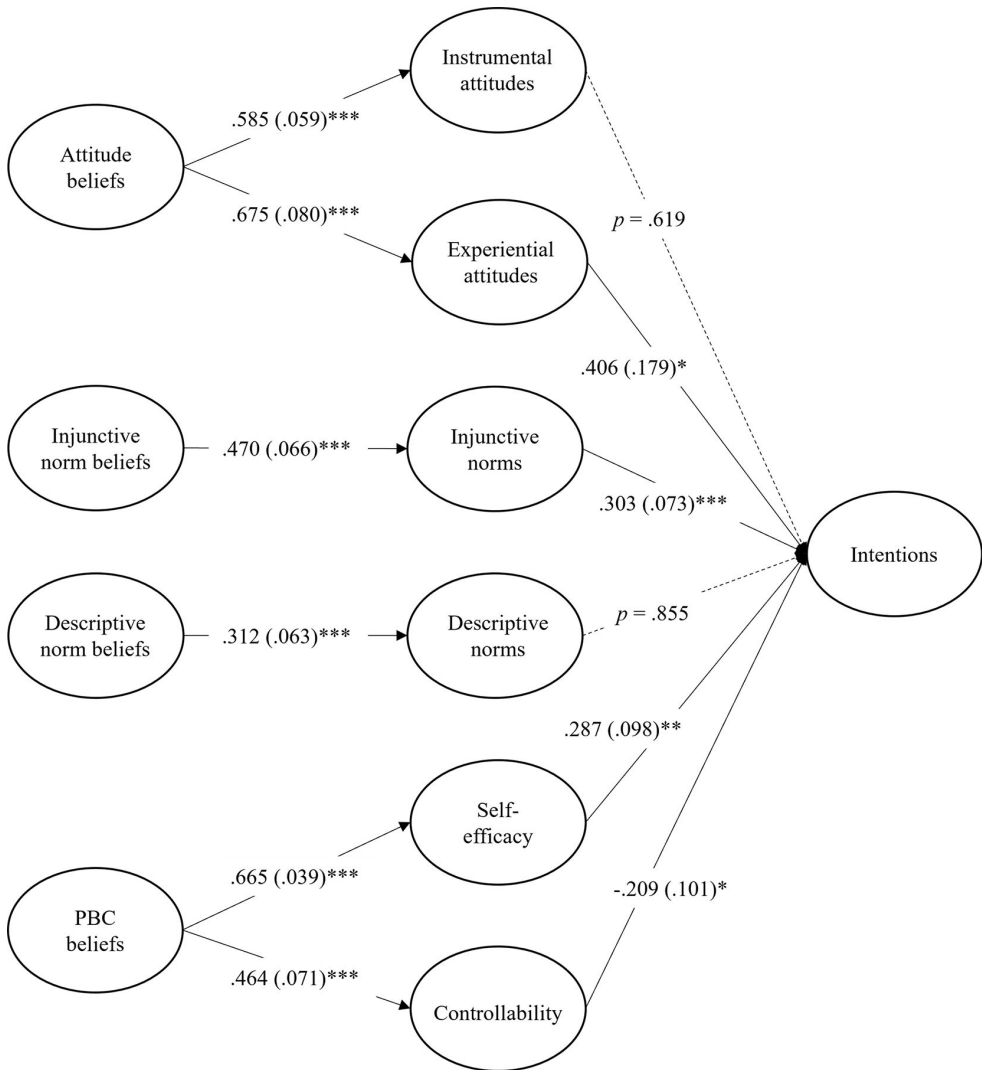 Instrumental
attitudes
.585 (.059)***
Attitude
beliefs
.675 (.080)***
p = .619
Experiential
attitudes
.406 (.179)*
Injunctive
norm beliefs
.470 (.066)***
Injunctive
norms
.303 (.073)***
Intentions
Descriptive
norm beliefs
.312 (.063)***
Descriptive
norms
p = .855
.287 (.098)**
Self-
efficacy
.665 (.039)***
-.209 (.101)*
PBC
beliefs
.464 (.071)***
Controllability